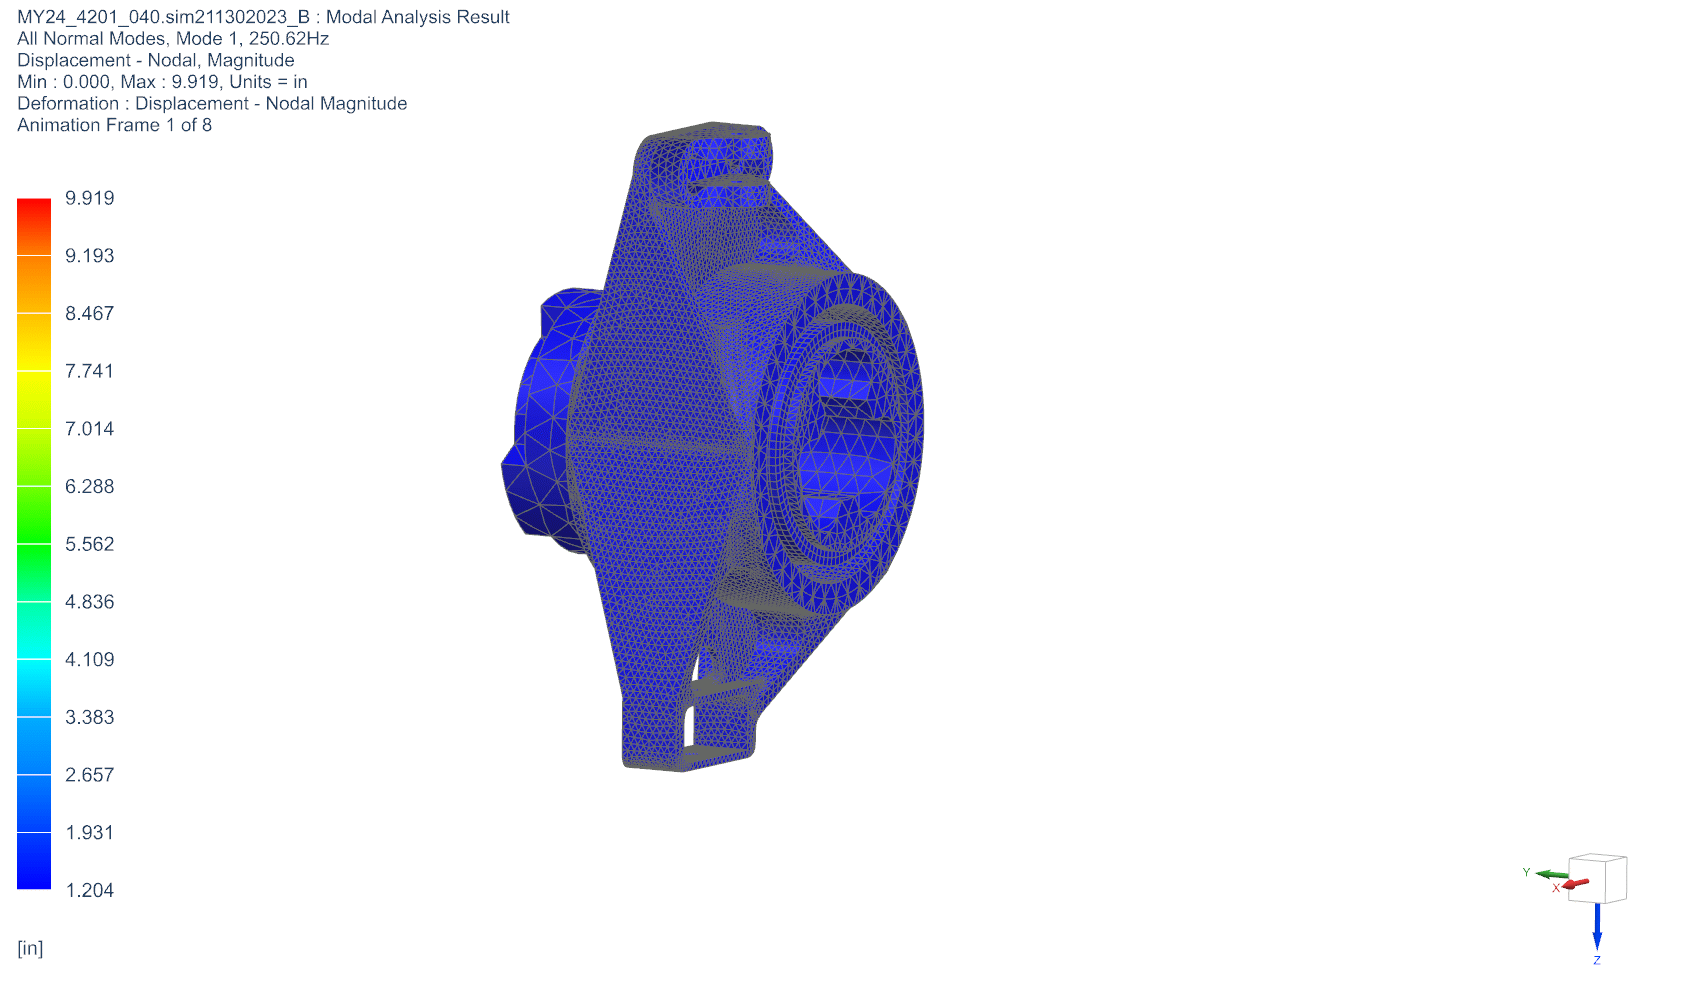 MY24_4201_040.sim211302023_B : Modal Analysis Result
All Normal Modes, Mode 1, 250.62Hz
Displacement - Nodal, Magnitude
Min : 0.000, Max : 9.919, Units = in
Deformation : Displacement - Nodal Magnitude
Animation Frame 1 of 8
9.919
9.193
8.467
7.741
7.014
6.288
5.562
4.836
4.109
3.383
2.657
1.931
1.204
[in]
Y
X
Z